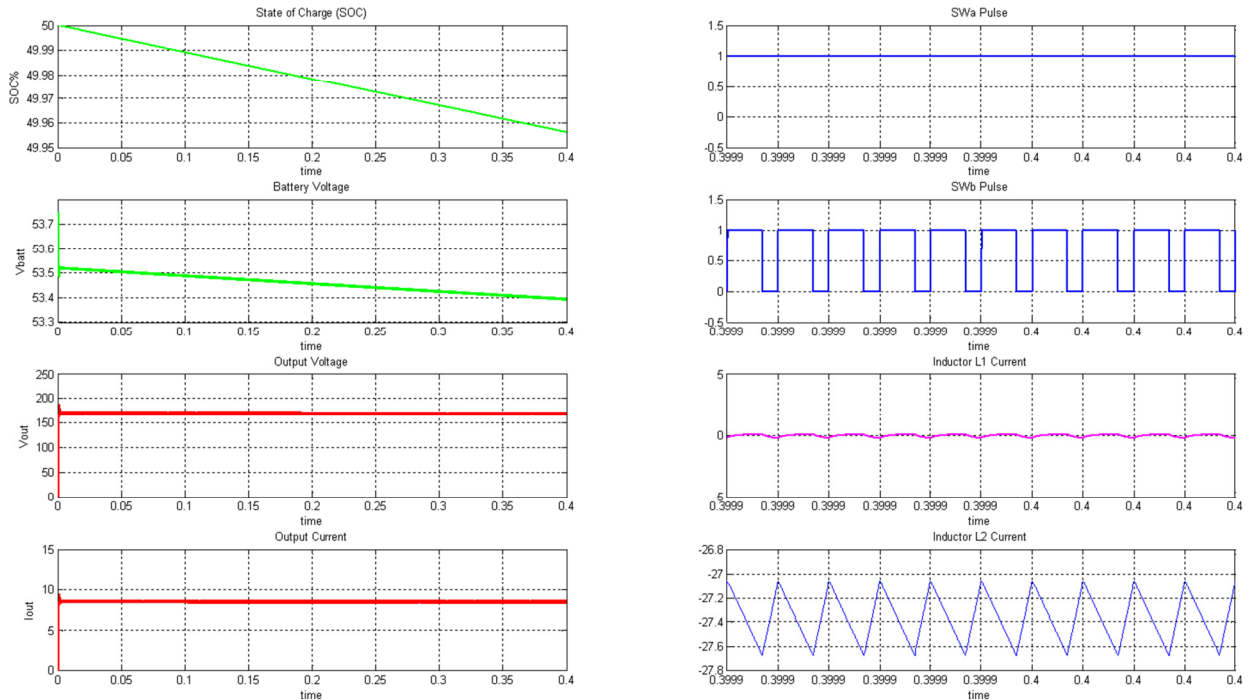 State of Charge (SOC)
50
49.99
49.98
49.97
49.96
49.95
SOC%
0 0.05 0.1 0.15 0.2 0.25 0.3 0.35 0.4
time
Battery Voltage
53.7
53.6
53.5
53.4
53.3
Vbatt
0 0.05 0.1 0.15 0.2 0.25 0.3 0.35 0.4
time
Output Voltage
250
200
150
100
50
0
Vout
0 0.05 0.1 0.15 0.2 0.25 0.3 0.35 0.4
time
Output Current
15
10
5
0
Iout
0 0.05 0.1 0.15 0.2 0.25 0.3 0.35 0.4
time
SWa Pulse
1.5
1
0.5
0
-0.5
0.3999 0.3999 0.3999 0.3999 0.3999 0.3999 0.4 0.4 0.4 0.4 0.4
time
SWb Pulse
1.5
1
0.5
0
-0.5
0.3999 0.3999 0.3999 0.3999 0.3999 0.3999 0.4 0.4 0.4 0.4 0.4
time
Inductor L1 Current
5
0
5
0.3999 0.3999 0.3999 0.3999 0.3999 0.3999 0.4 0.4 0.4 0.4 0.4
time
Inductor L2 Current
-26.8
-27
-27.2
-27.4
-27.6
-27.8
0.3999 0.3999 0.3999 0.3999 0.3999 0.3999 0.4 0.4 0.4 0.4 0.4
time